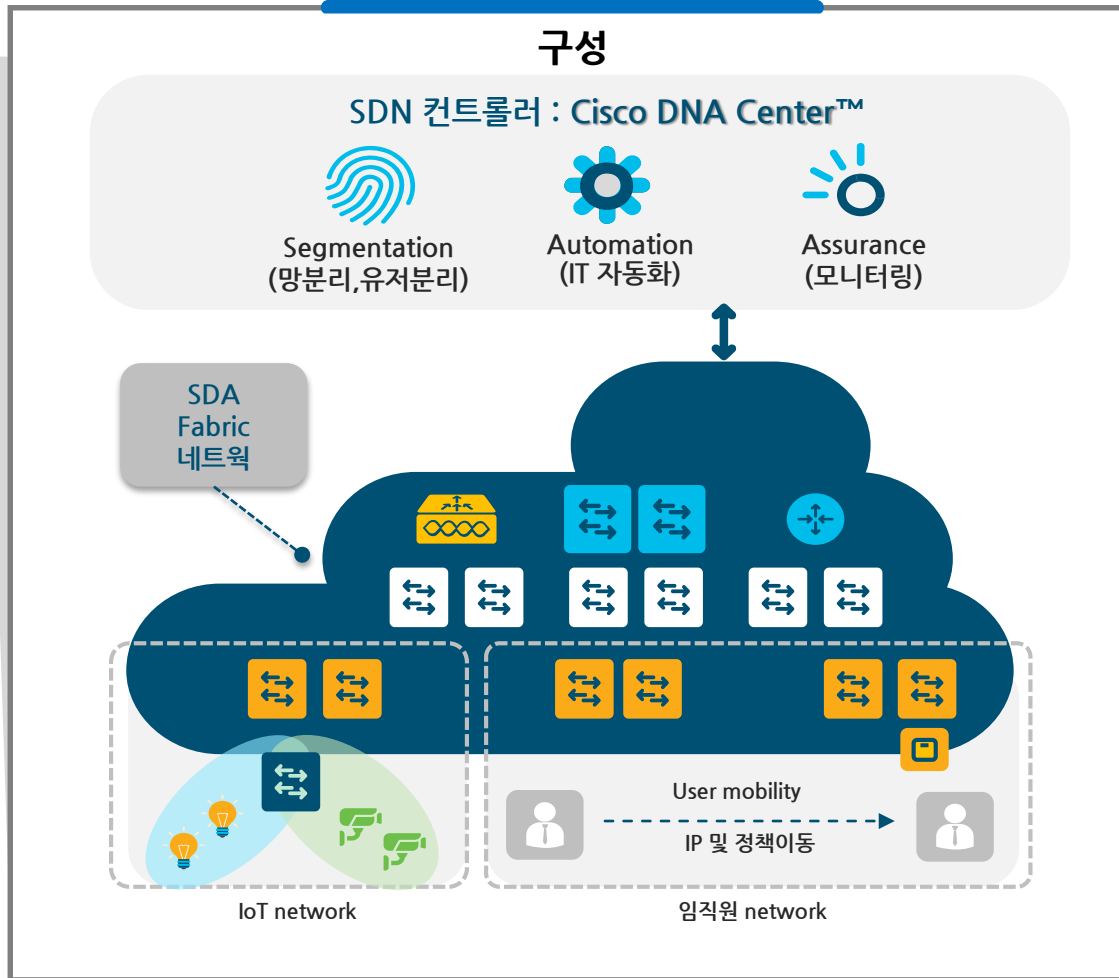 구성
SDN 컨트롤러 : Cisco DNA Center™
Segmentation
(망분리,유저분리)
Automation
(IT 자동화)
Assurance
(모니터링)
SDA
Fabric
네트웍
User mobility
IP 및 정책이동
IoT network
임직원 network